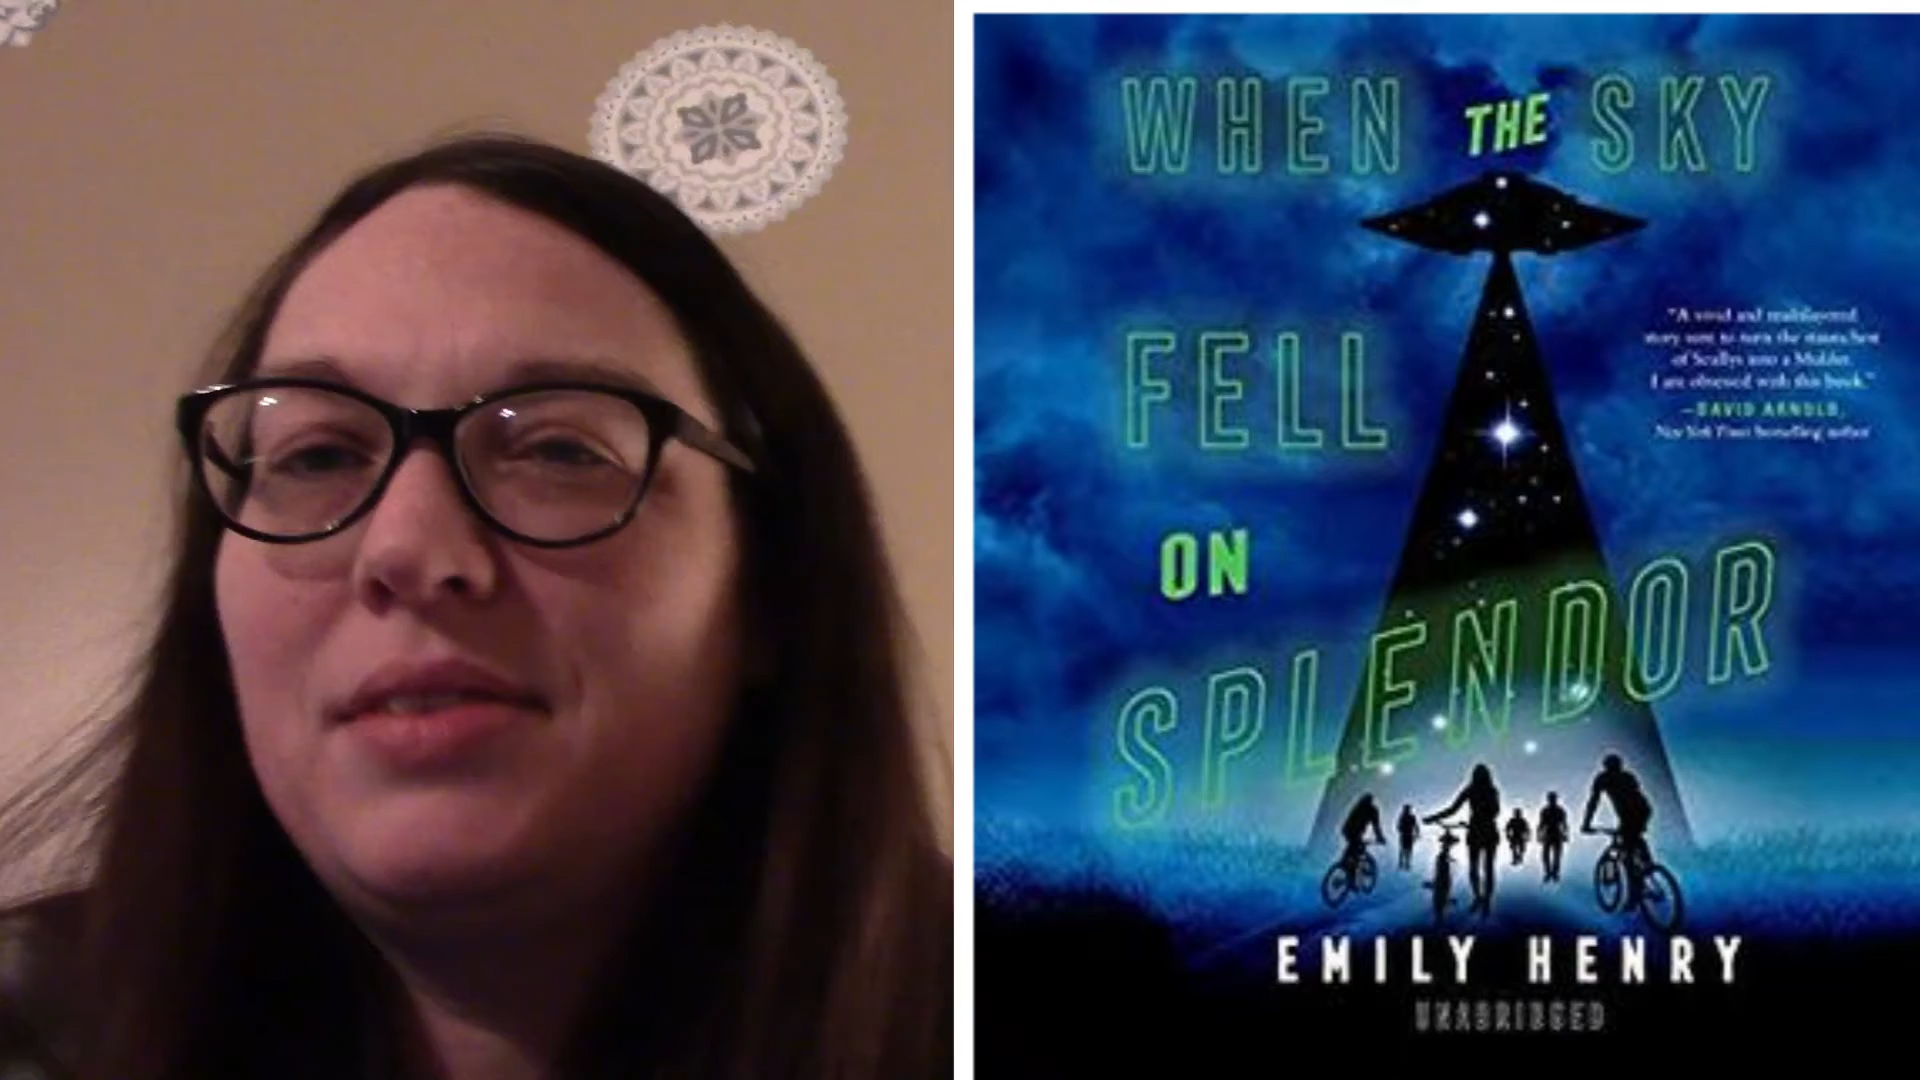 WHEN THE SKY
FELL
ON
SPLENDOR
"A vivid and multilayered
story sure to turn the staunchest
of Scullys into a Mulder.
I am obsessed with this book."
—DAVID ARNOLD,
New York Times bestselling author
EMILY HENRY
UNABRIDGED